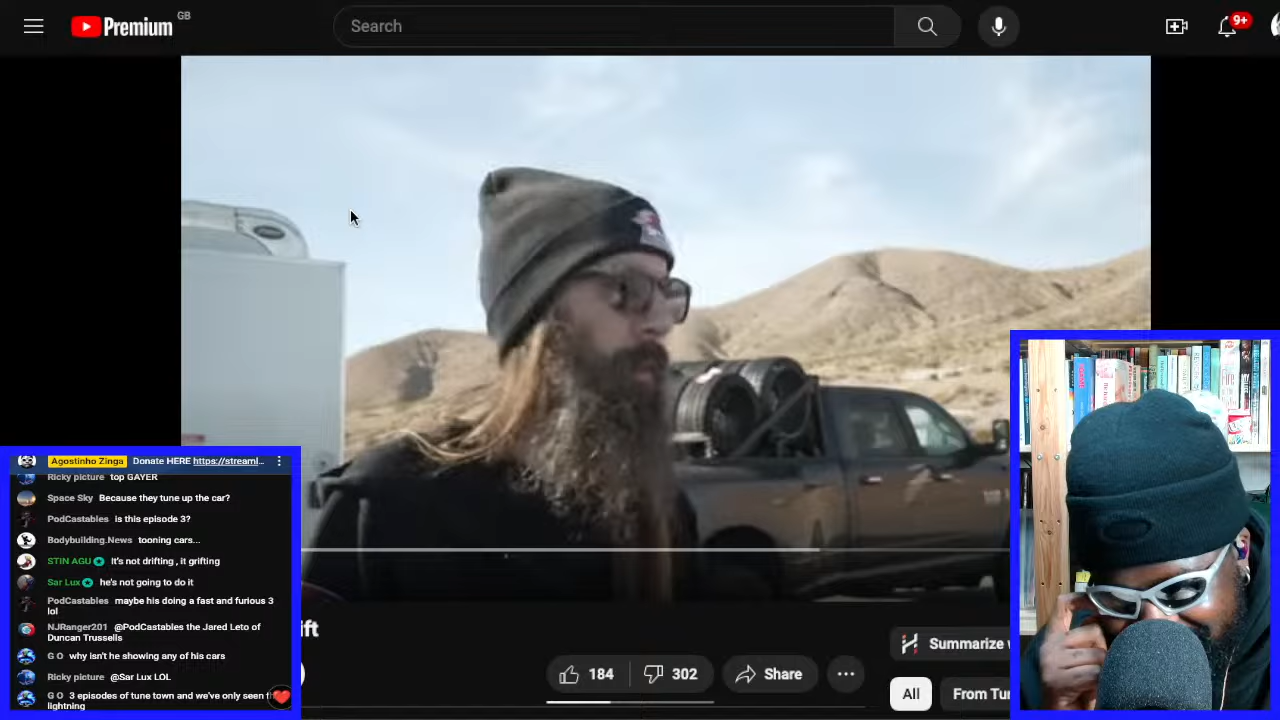 Premium GB
Search
9+
Agostinho Zinga Donate HERE https://streaml...
Ricky picture top GAYER
Space Sky Because they tune up the car?
PodCastables is this episode 3?
Bodybuilding.News tooning cars...
STIN AGU It's not drifting , it grifting
Sar Lux he's not going to do it
PodCastables maybe his doing a fast and furious 3
lol
NJRanger201 @PodCastables the Jared Leto of
Duncan Trussells
G O why isn't he showing any of his cars
Ricky picture @Sar Lux LOL
G O 3 episodes of tune town and we've only seen
lightning
ift
184
302
Share
Summarize
All
From Tu